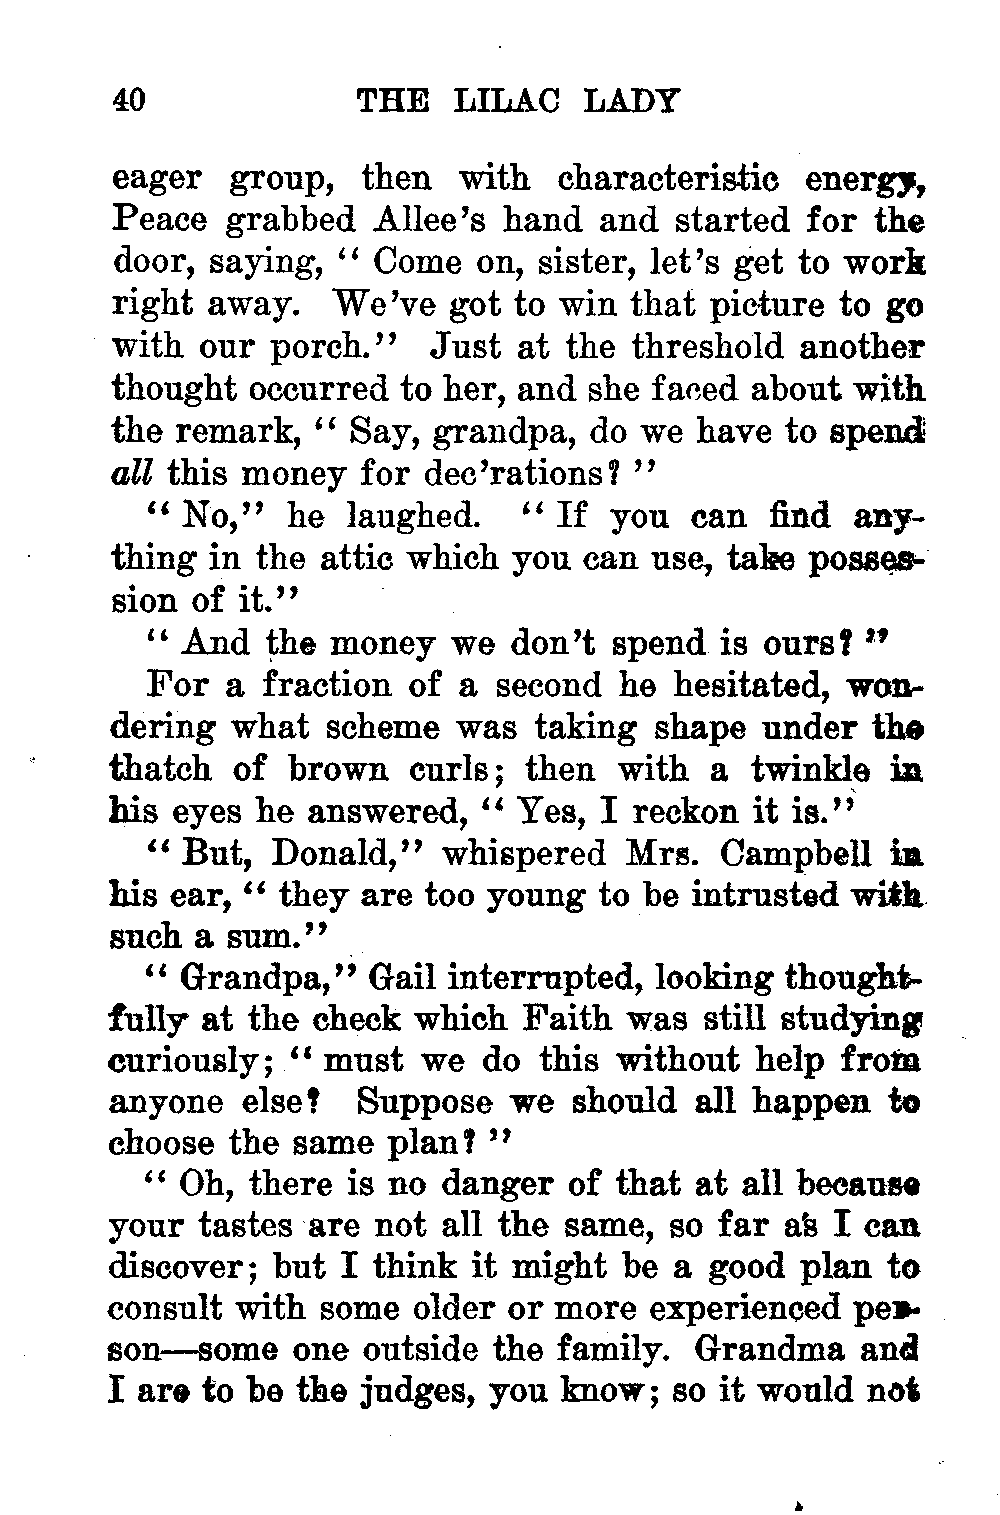 40 THE LILAC LADY
eager group, then with characteristic energy,
Peace grabbed Allee's hand and started for the
door, saying, “ Come on, sister, let's get to work
right away. We've got to win that picture to go
with our porch.” Just at the threshold another
thought occurred to her, and she faced about with
the remark, “ Say, grandpa, do we have to spend
all this money for dec'rations? ”
“ No,” he laughed. “ If you can find any-
thing in the attic which you can use, take posses-
sion of it.”
“ And the money we don't spend is ours? ”
For a fraction of a second he hesitated, won-
dering what scheme was taking shape under the
thatch of brown curls; then with a twinkle in
his eyes he answered, “ Yes, I reckon it is.”
“ But, Donald,” whispered Mrs. Campbell in
his ear, “ they are too young to be intrusted with
such a sum.”
“ Grandpa,” Gail interrupted, looking thought-
fully at the check which Faith was still studying
curiously; “ must we do this without help from
anyone else? Suppose we should all happen to
choose the same plan? ”
“ Oh, there is no danger of that at all because
your tastes are not all the same, so far as I can
discover; but I think it might be a good plan to
consult with some older or more experienced per-
son—some one outside the family. Grandma and
I are to be the judges, you know; so it would not